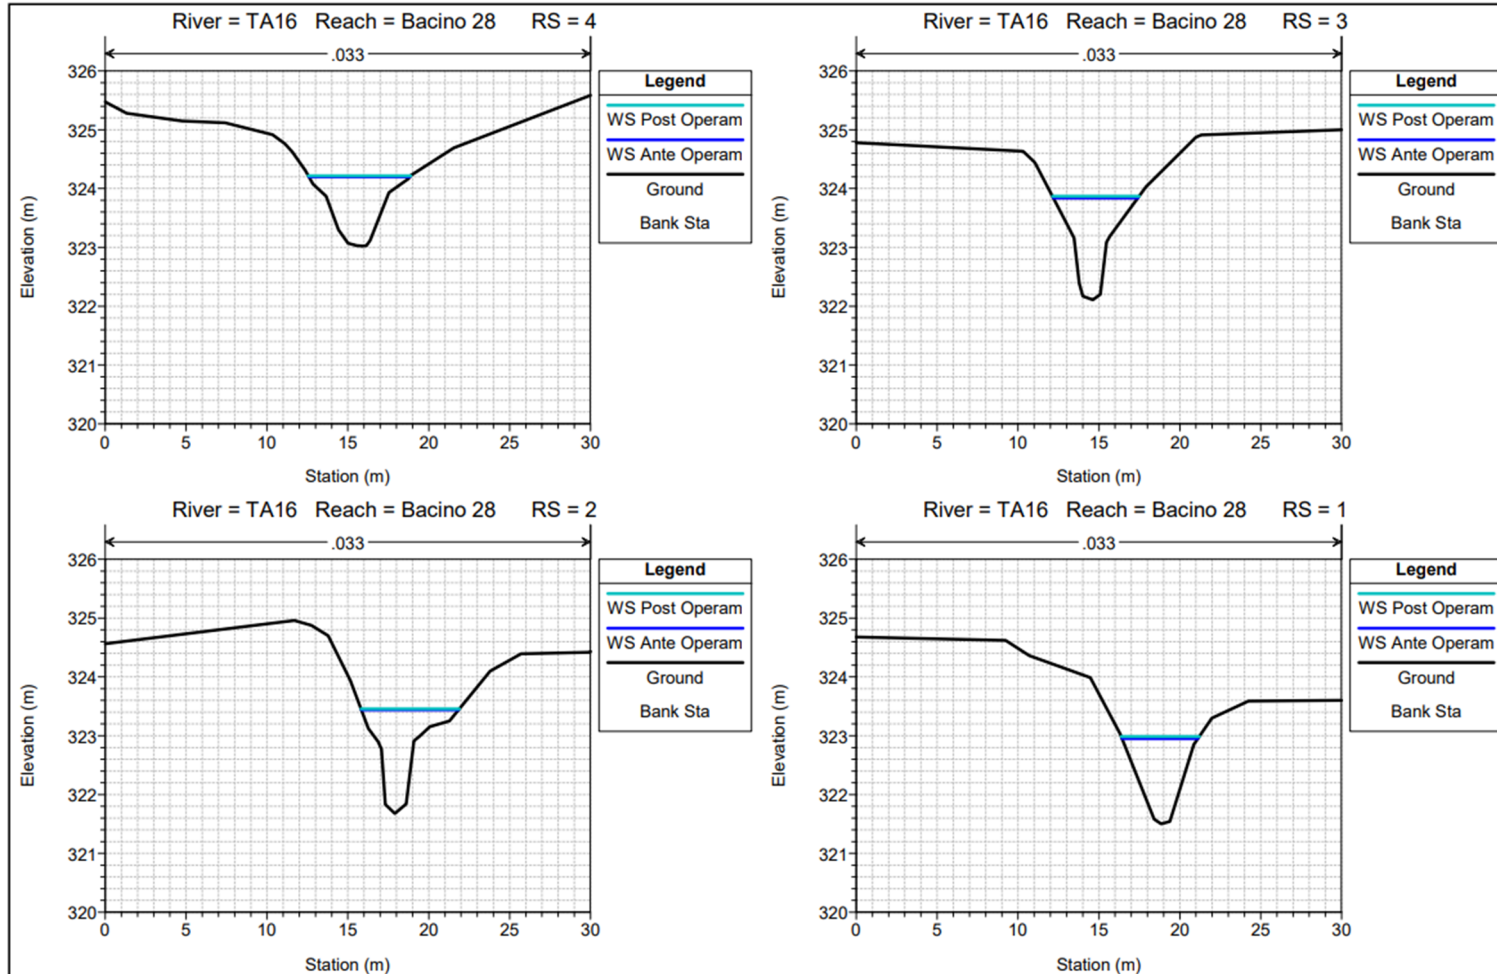 River = TA16 Reach = Bacino 28 RS = 4
.033
326
325
324
323
322
321
320
Elevation (m)
0 5 10 15 20 25 30
Station (m)
Legend
WS Post Operam
WS Ante Operam
Ground
Bank Sta
River = TA16 Reach = Bacino 28 RS = 3
.033
326
325
324
323
322
321
320
Elevation (m)
0 5 10 15 20 25 30
Station (m)
Legend
WS Post Operam
WS Ante Operam
Ground
Bank Sta
River = TA16 Reach = Bacino 28 RS = 2
.033
326
325
324
323
322
321
320
Elevation (m)
0 5 10 15 20 25 30
Station (m)
Legend
WS Post Operam
WS Ante Operam
Ground
Bank Sta
River = TA16 Reach = Bacino 28 RS = 1
.033
326
325
324
323
322
321
320
Elevation (m)
0 5 10 15 20 25 30
Station (m)
Legend
WS Post Operam
WS Ante Operam
Ground
Bank Sta